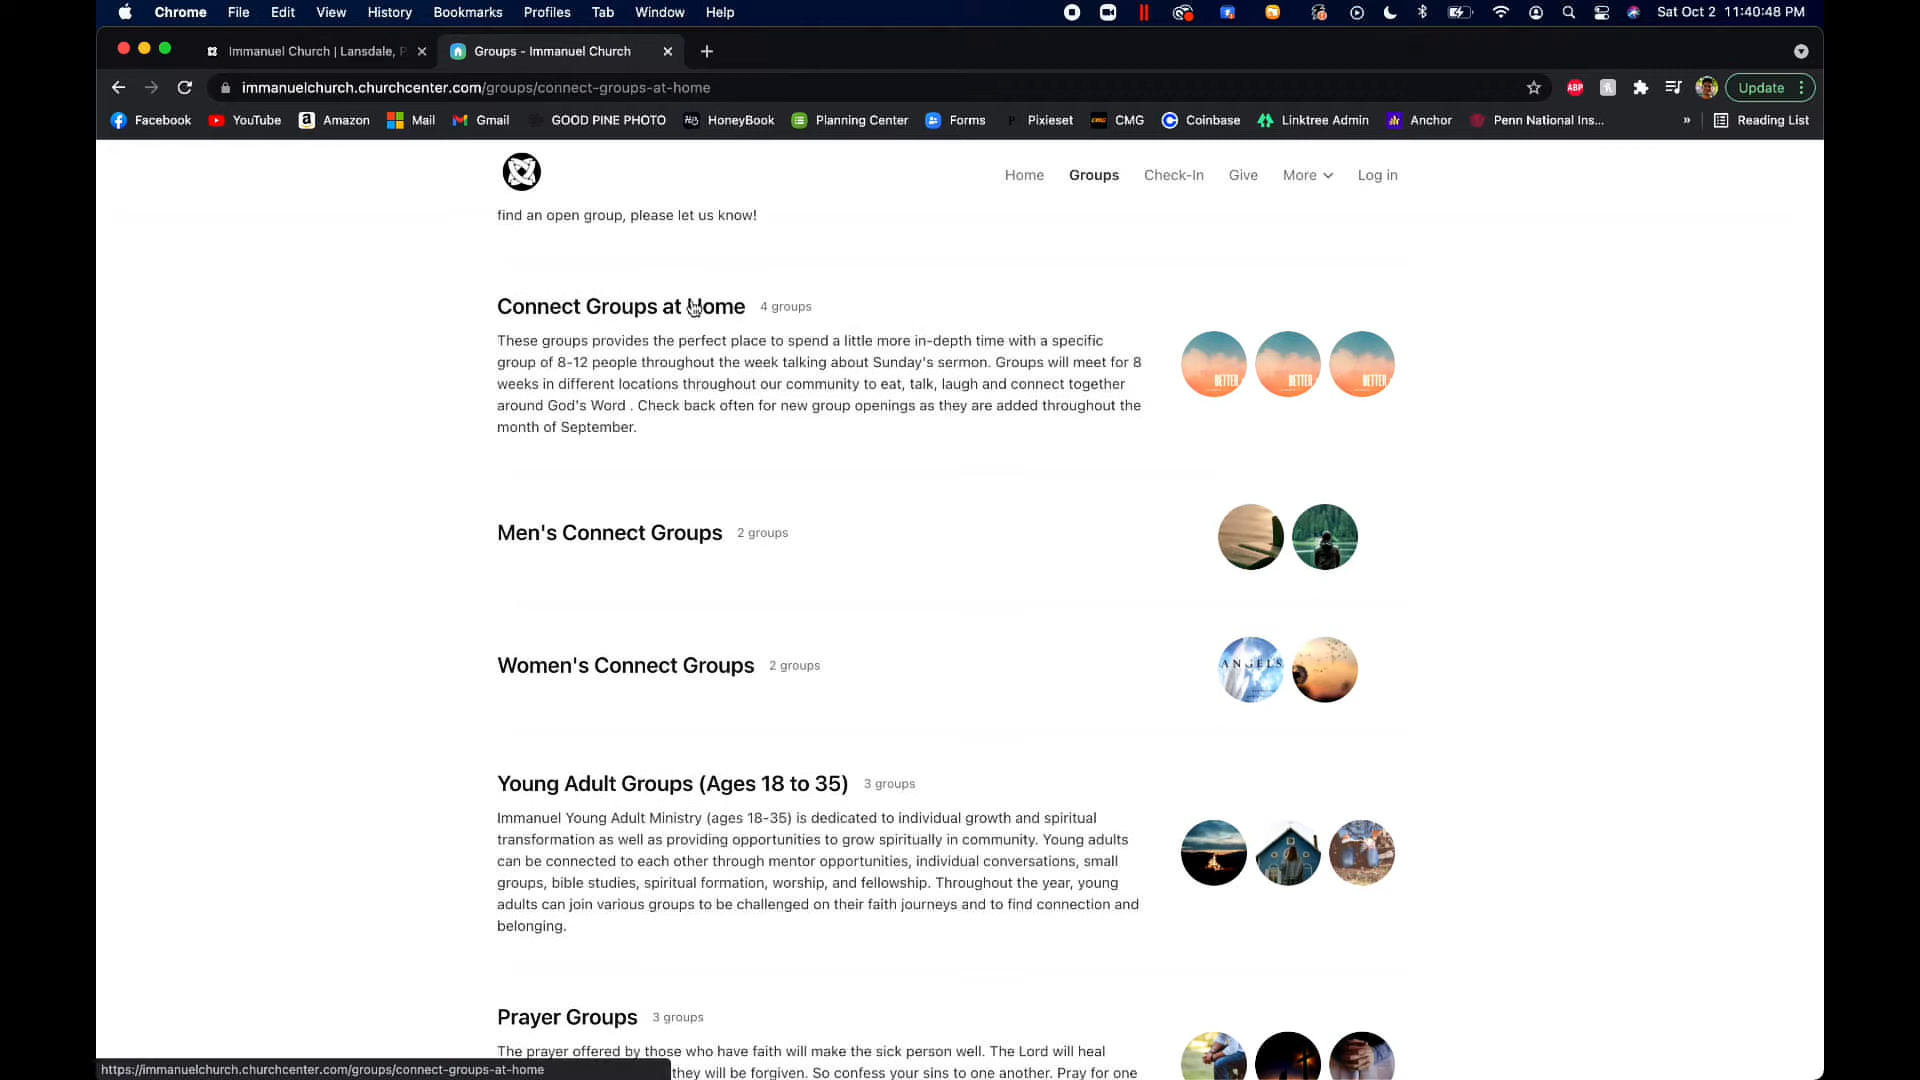 Chrome File Edit View History Bookmarks Profiles Tab Window Help Sat Oct 2 11:40:48 PM
Immanuel Church | Lansdale, P Groups - Immanuel Church
immanuelchurch.churchcenter.com/groups/connect-groups-at-home ABP Update
Facebook YouTube Amazon Mail Gmail GOOD PINE PHOTO HoneyBook Planning Center Forms Pixieset CMG Coinbase Linktree Admin Anchor Penn National Ins... » Reading List
Home Groups Check-In Give More Log in
find an open group, please let us know!
Connect Groups at Home 4 groups
These groups provides the perfect place to spend a little more in-depth time with a specific
group of 8-12 people throughout the week talking about Sunday's sermon. Groups will meet for 8
weeks in different locations throughout our community to eat, talk, laugh and connect together
around God's Word . Check back often for new group openings as they are added throughout the
month of September.
BETTER BETTER BETTER
Men's Connect Groups 2 groups
Women's Connect Groups 2 groups
ANGELS
Young Adult Groups (Ages 18 to 35) 3 groups
Immanuel Young Adult Ministry (ages 18-35) is dedicated to individual growth and spiritual
transformation as well as providing opportunities to grow spiritually in community. Young adults
can be connected to each other through mentor opportunities, individual conversations, small
groups, bible studies, spiritual formation, worship, and fellowship. Throughout the year, young
adults can join various groups to be challenged on their faith journeys and to find connection and
belonging.
Prayer Groups 3 groups
The prayer offered by those who have faith will make the sick person well. The Lord will heal
they will be forgiven. So confess your sins to one another. Pray for one
https://immanuelchurch.churchcenter.com/groups/connect-groups-at-home